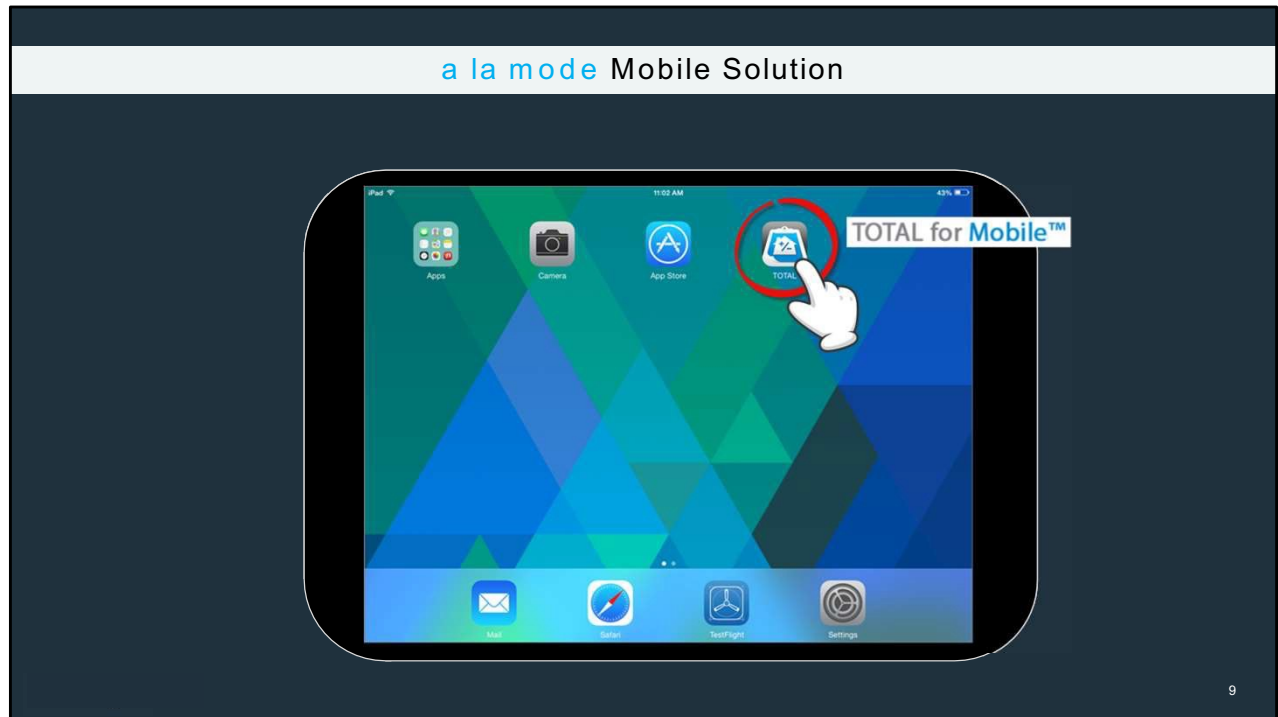 a la mode Mobile Solution
iPad 11:02 AM 43%
TOTAL for Mobile™
Apps Camera App Store TOTAL
Mail Safari TestFlight Settings
9